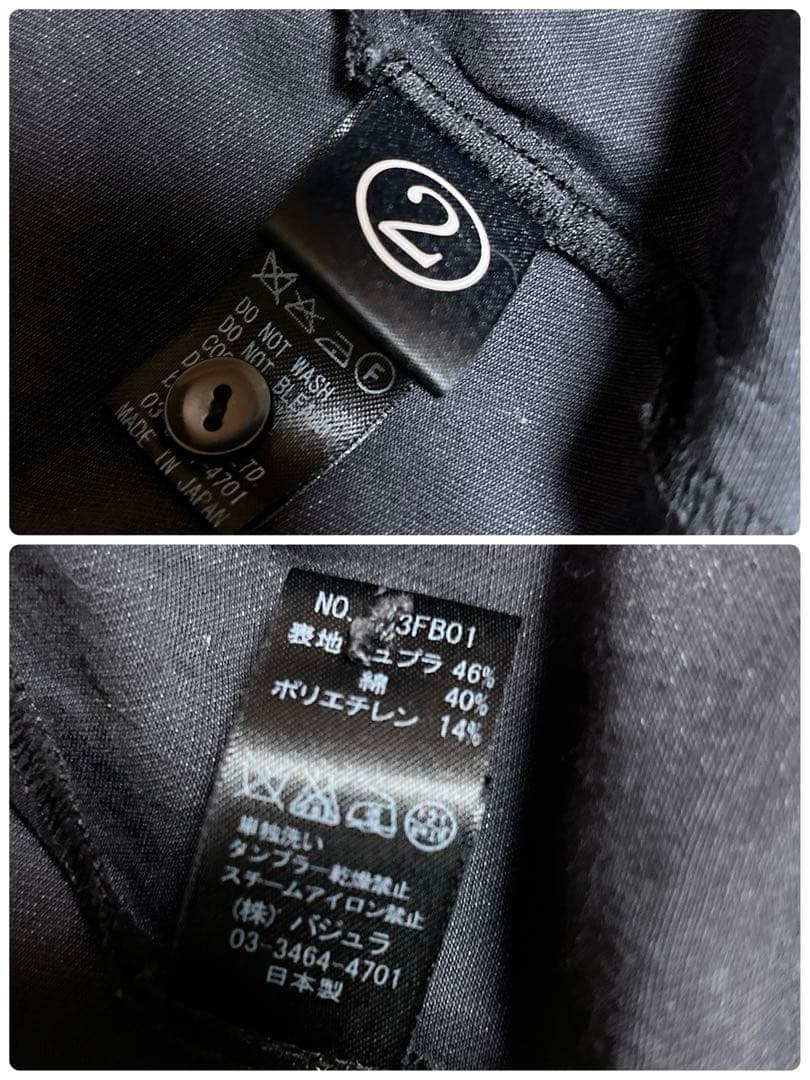 2
F
DO NOT WASH
DO NOT
03
LTD.
-4701
MADE IN JAPAN
NO. 3FB01
表地 キュプラ 46%
綿 40%
ポリエチレン 14%
単独洗い
タンブラー乾燥禁止
スチームアイロン禁止
(株)バジュラ
03-3464-4701
日本製